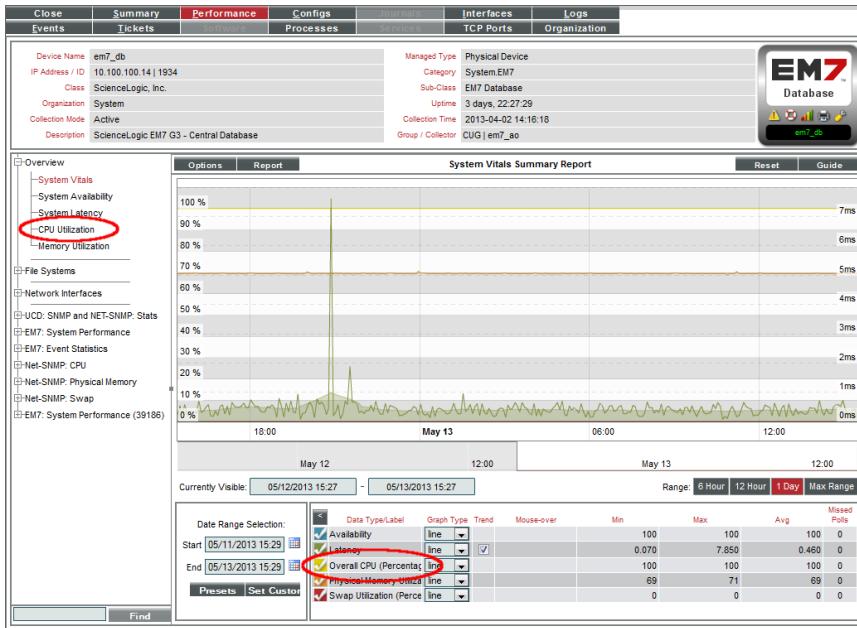 Close Summary Performance Configs Journals Interfaces Logs
Events Tickets Software Processes Services TCP Ports Organization
Device Name em7_db Managed Type Physical Device
IP Address / ID 10.100.100.14 | 1934 Category System.EM7
Class ScienceLogic, Inc. Sub-Class EM7 Database
Organization System Uptime 3 days, 22:27:29
Collection Mode Active Collection Time 2013-04-02 14:16:18
Description ScienceLogic EM7 G3 - Central Database Group / Collector CUG | em7_ao
EM7
Database
em7_db
Overview
System Vitals
System Availability
System Latency
CPU Utilization
Memory Utilization
File Systems
Network Interfaces
UCD: SNMP and NET-SNMP: Stats
EM7: System Performance
EM7: Event Statistics
Net-SNMP: CPU
Net-SNMP: Physical Memory
Net-SNMP: Swap
EM7: System Performance (39186)
Find
Options Report System Vitals Summary Report Reset Guide
100 %
7ms
90 %
6ms
80 %
70 %
5ms
60 %
4ms
50 %
3ms
40 %
30 %
2ms
20 %
1ms
10 %
0 % 0ms
18:00 May 13 06:00 12:00
May 12 12:00 May 13 12:00
Currently Visible: 05/12/2013 15:27 - 05/13/2013 15:27 Range: 6 Hour 12 Hour 1 Day Max Range
Date Range Selection:
Start 05/11/2013 15:29
End 05/13/2013 15:29
Presets Set Custor
< Data Type/Label Graph Type Trend Mouse-over Min Max Avg Missed Polls
Availability line 100 100 100 0
Latency line 0.070 7.850 0.460 0
Overall CPU (Percentag line 100 100 100 0
Physical Memory Utiliza line 69 71 69 0
Swap Utilization (Perce line 0 0 0 0